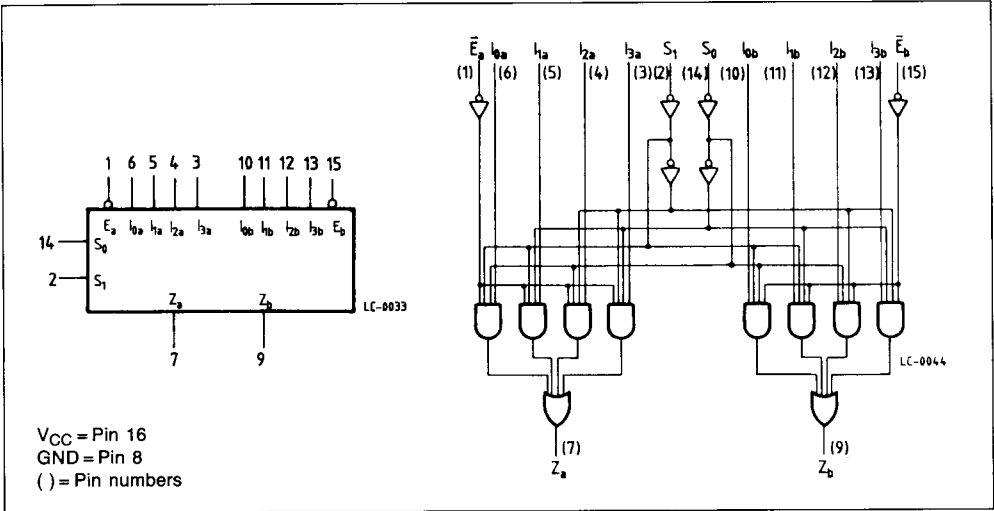 1 6 5 4 3 10 11 12 13 15
Ea I0a I1a I2a I3a I0b I1b I2b I3b Eb
14 S0
2 S1
Za Zb
LC-0033
7 9
VCC = Pin 16
GND = Pin 8
( ) = Pin numbers
Ēa I0a I1a I2a I3a S1 S0 I0b I1b I2b I3b Ēb
(1) (6) (5) (4) (3) (2) (14) (10) (11) (12) (13) (15)
LC-0044
(7) (9)
Za Zb